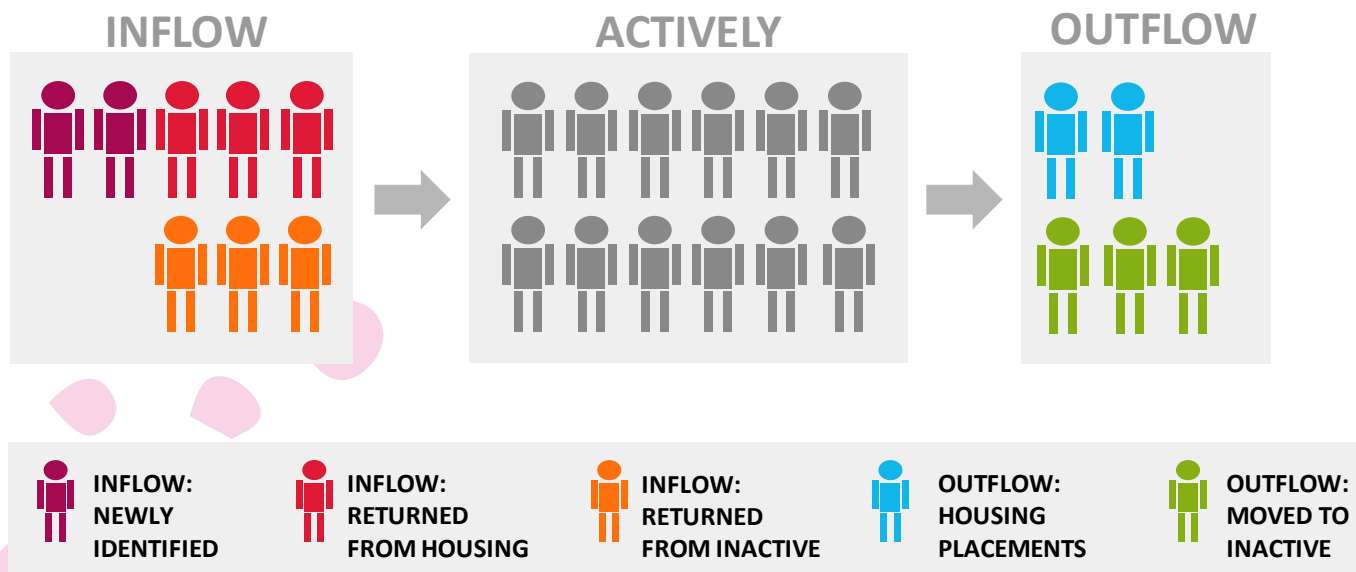 INFLOW
ACTIVELY
OUTFLOW
INFLOW:
NEWLY
IDENTIFIED
INFLOW:
RETURNED
FROM HOUSING
INFLOW:
RETURNED
FROM INACTIVE
OUTFLOW:
HOUSING
PLACEMENTS
OUTFLOW:
MOVED TO
INACTIVE